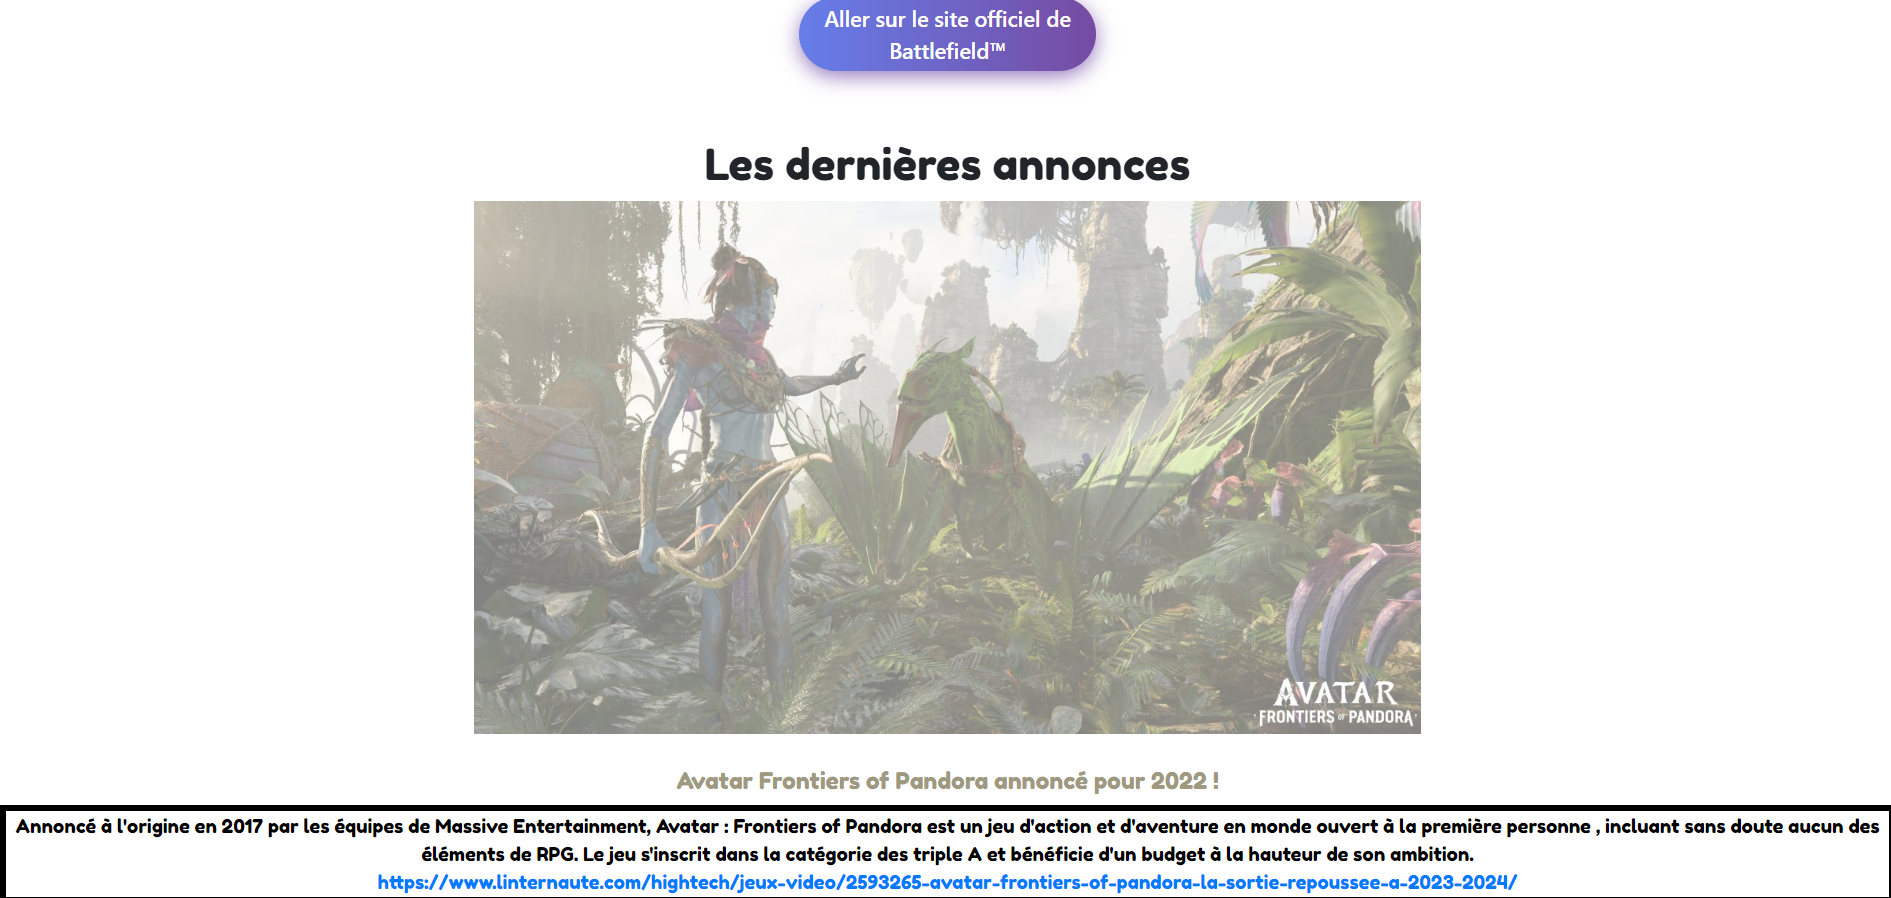 Aller sur le site officiel de
Battlefield™
Les dernières annonces
AVATAR
FRONTIERS OF PANDORA
Avatar Frontiers of Pandora annoncé pour 2022 !
Annoncé à l'origine en 2017 par les équipes de Massive Entertainment, Avatar : Frontiers of Pandora est un jeu d'action et d'aventure en monde ouvert à la première personne , incluant sans doute aucun des
éléments de RPG. Le jeu s'inscrit dans la catégorie des triple A et bénéficie d'un budget à la hauteur de son ambition.
https://www.linternaute.com/hightech/jeux-video/2593265-avatar-frontiers-of-pandora-la-sortie-repoussee-a-2023-2024/